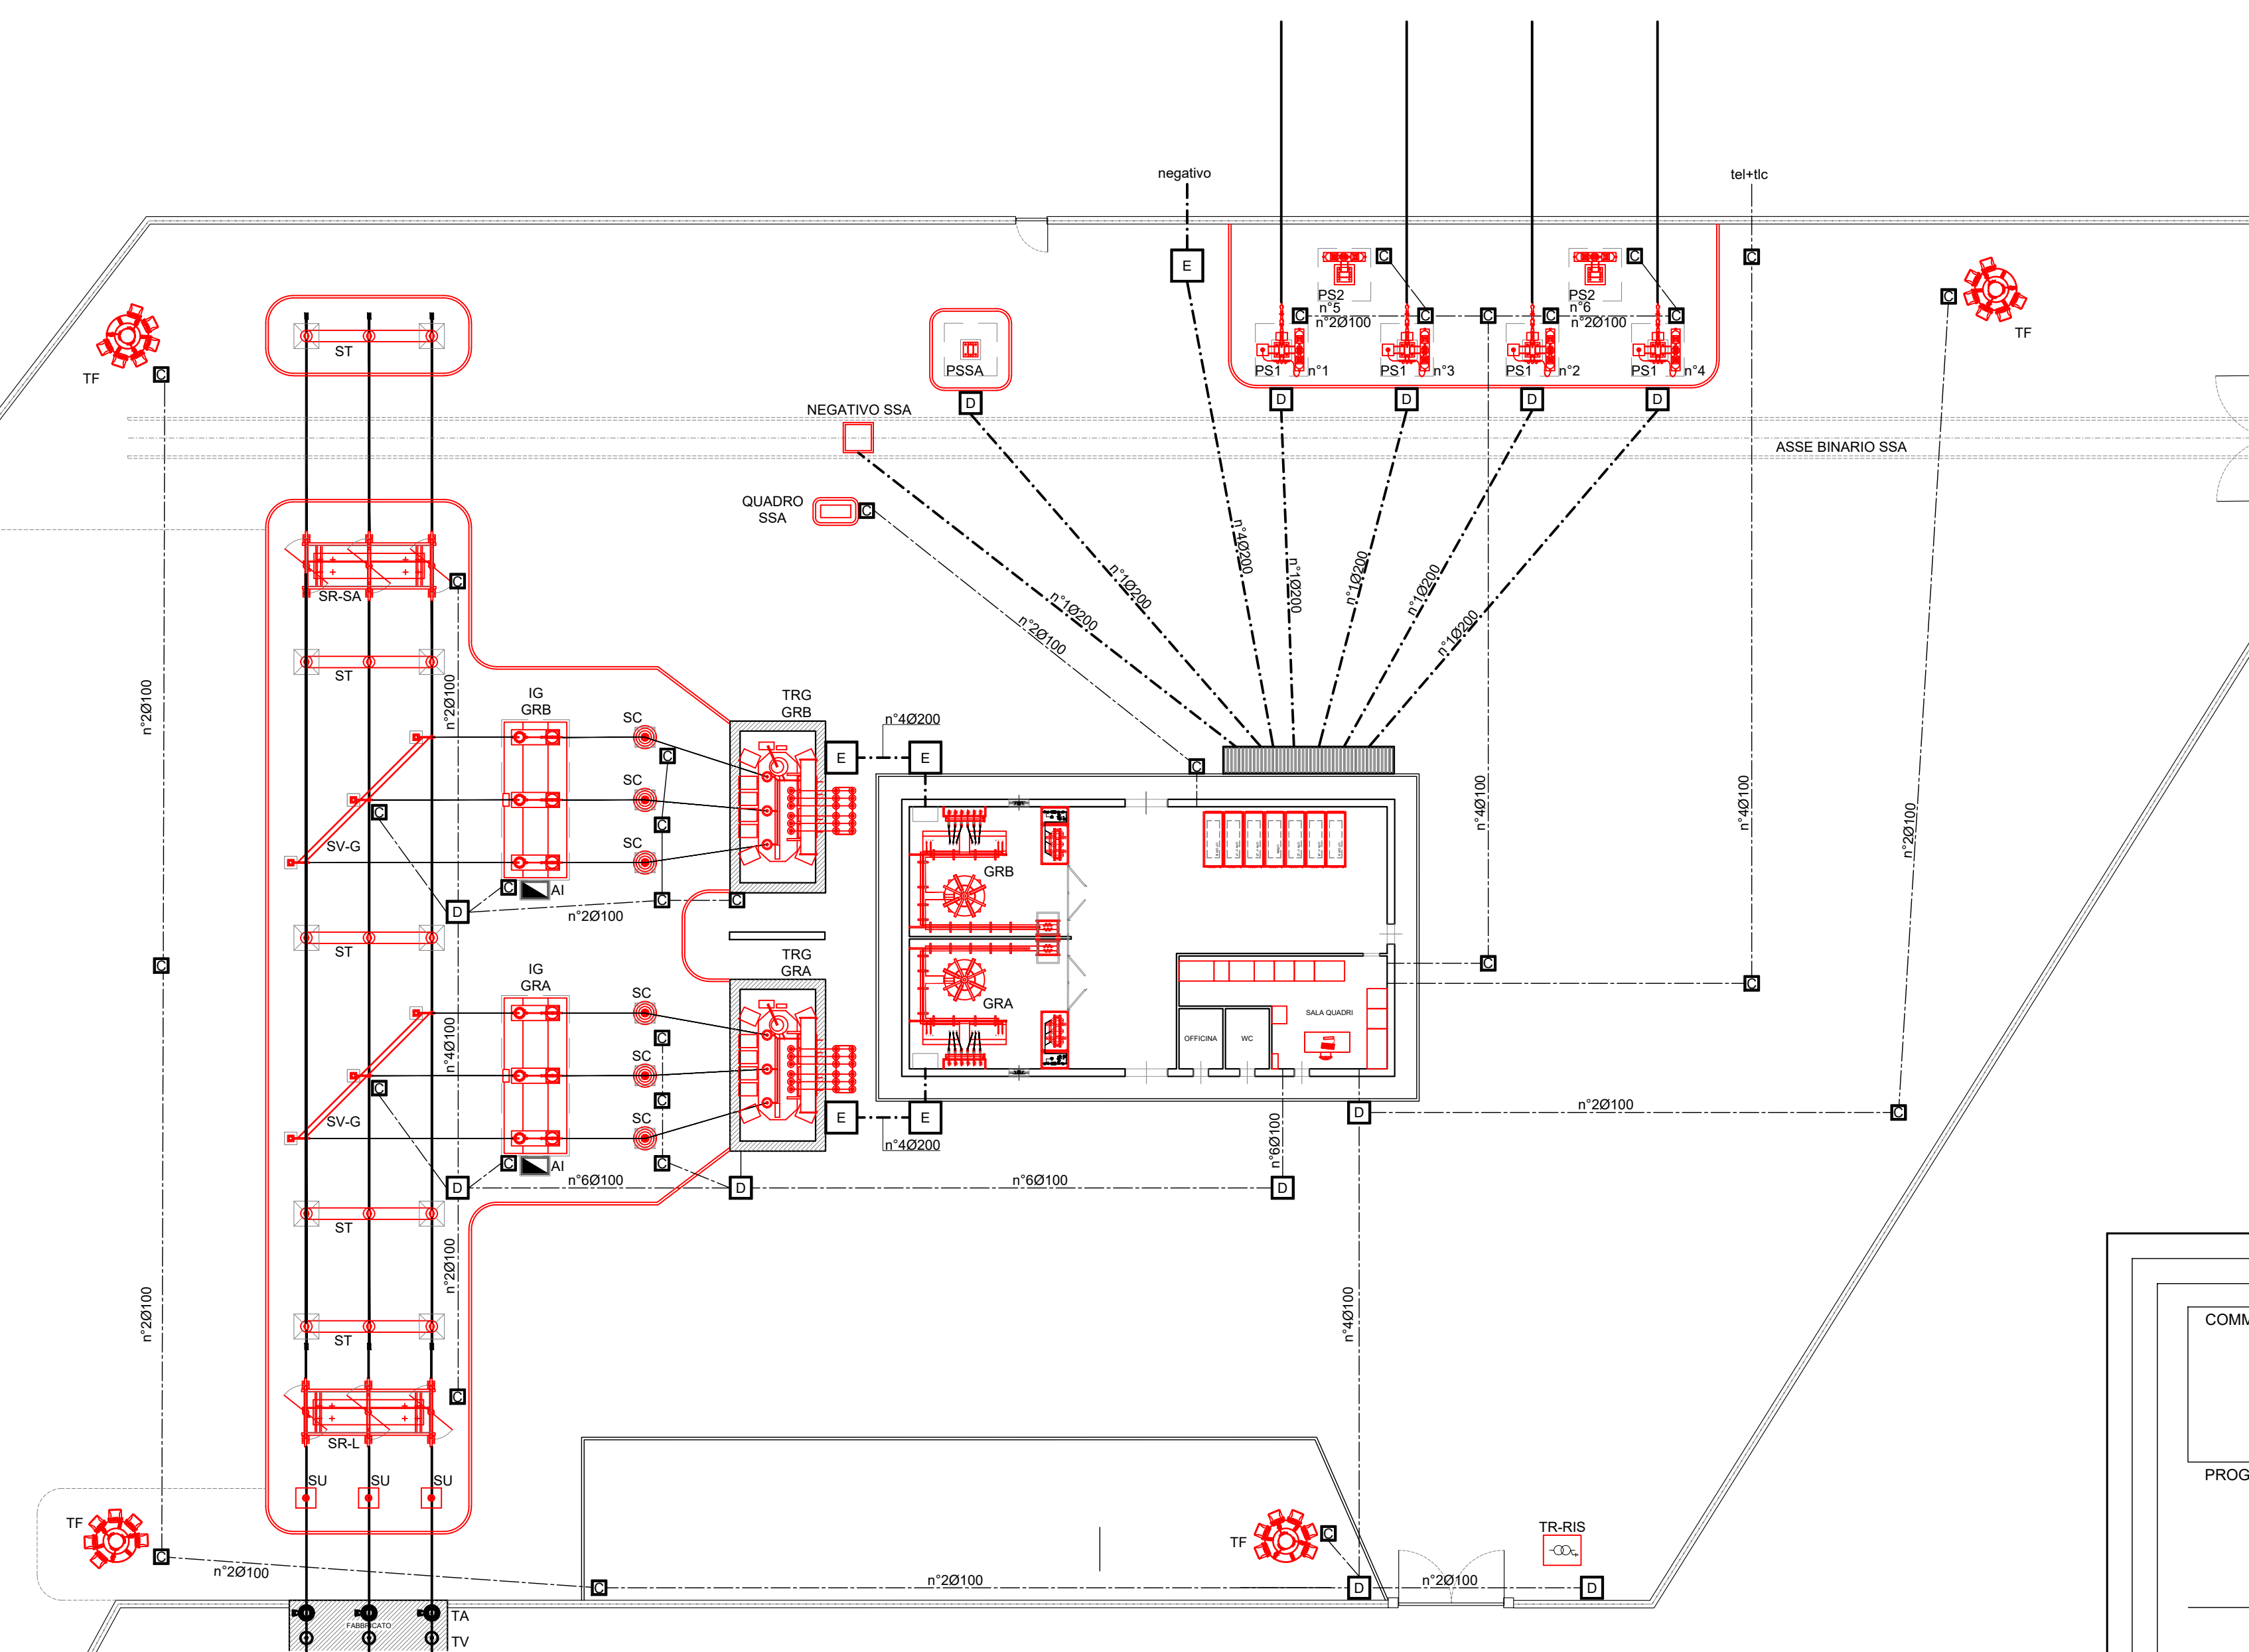 negativo
tel+tlc
E
C
C
C
PS2
n°5
n°2Ø100
PS2
n°6
n°2Ø100
C
C
C
C
C
C
TF
ST
TF
C
PSSA
D
PS1
n°1
PS1
n°3
PS1
n°2
PS1
n°4
D
D
D
D
NEGATIVO SSA
ASSE BINARIO SSA
QUADRO
SSA
C
n°4Ø200
n°1Ø200
n°1Ø200
n°1Ø200
n°1Ø200
n°1Ø200
n°1Ø200
n°2Ø100
SR-SA
C
ST
n°2Ø100
n°2Ø100
IG
GRB
SC
TRG
GRB
n°4Ø200
E
E
C
C
SC
C
C
SC
SV-G
C
AI
D
n°2Ø100
C
C
GRB
n°4Ø100
n°4Ø100
n°2Ø100
ST
C
IG
GRA
TRG
GRA
C
C
SC
GRA
SALA QUADRI
OFFICINA
WC
n°4Ø100
C
SC
C
C
SC
SV-G
E
E
n°4Ø200
D
n°2Ø100
C
n°6Ø100
C
AI
C
D
n°6Ø100
D
n°6Ø100
D
ST
n°2Ø100
n°2Ø100
n°4Ø100
ST
COMM
C
SR-L
PROG
SU
SU
SU
TF
C
n°2Ø100
TF
C
TR-RIS
C
n°2Ø100
D
n°2Ø100
D
TA
FABBRICATO
TV